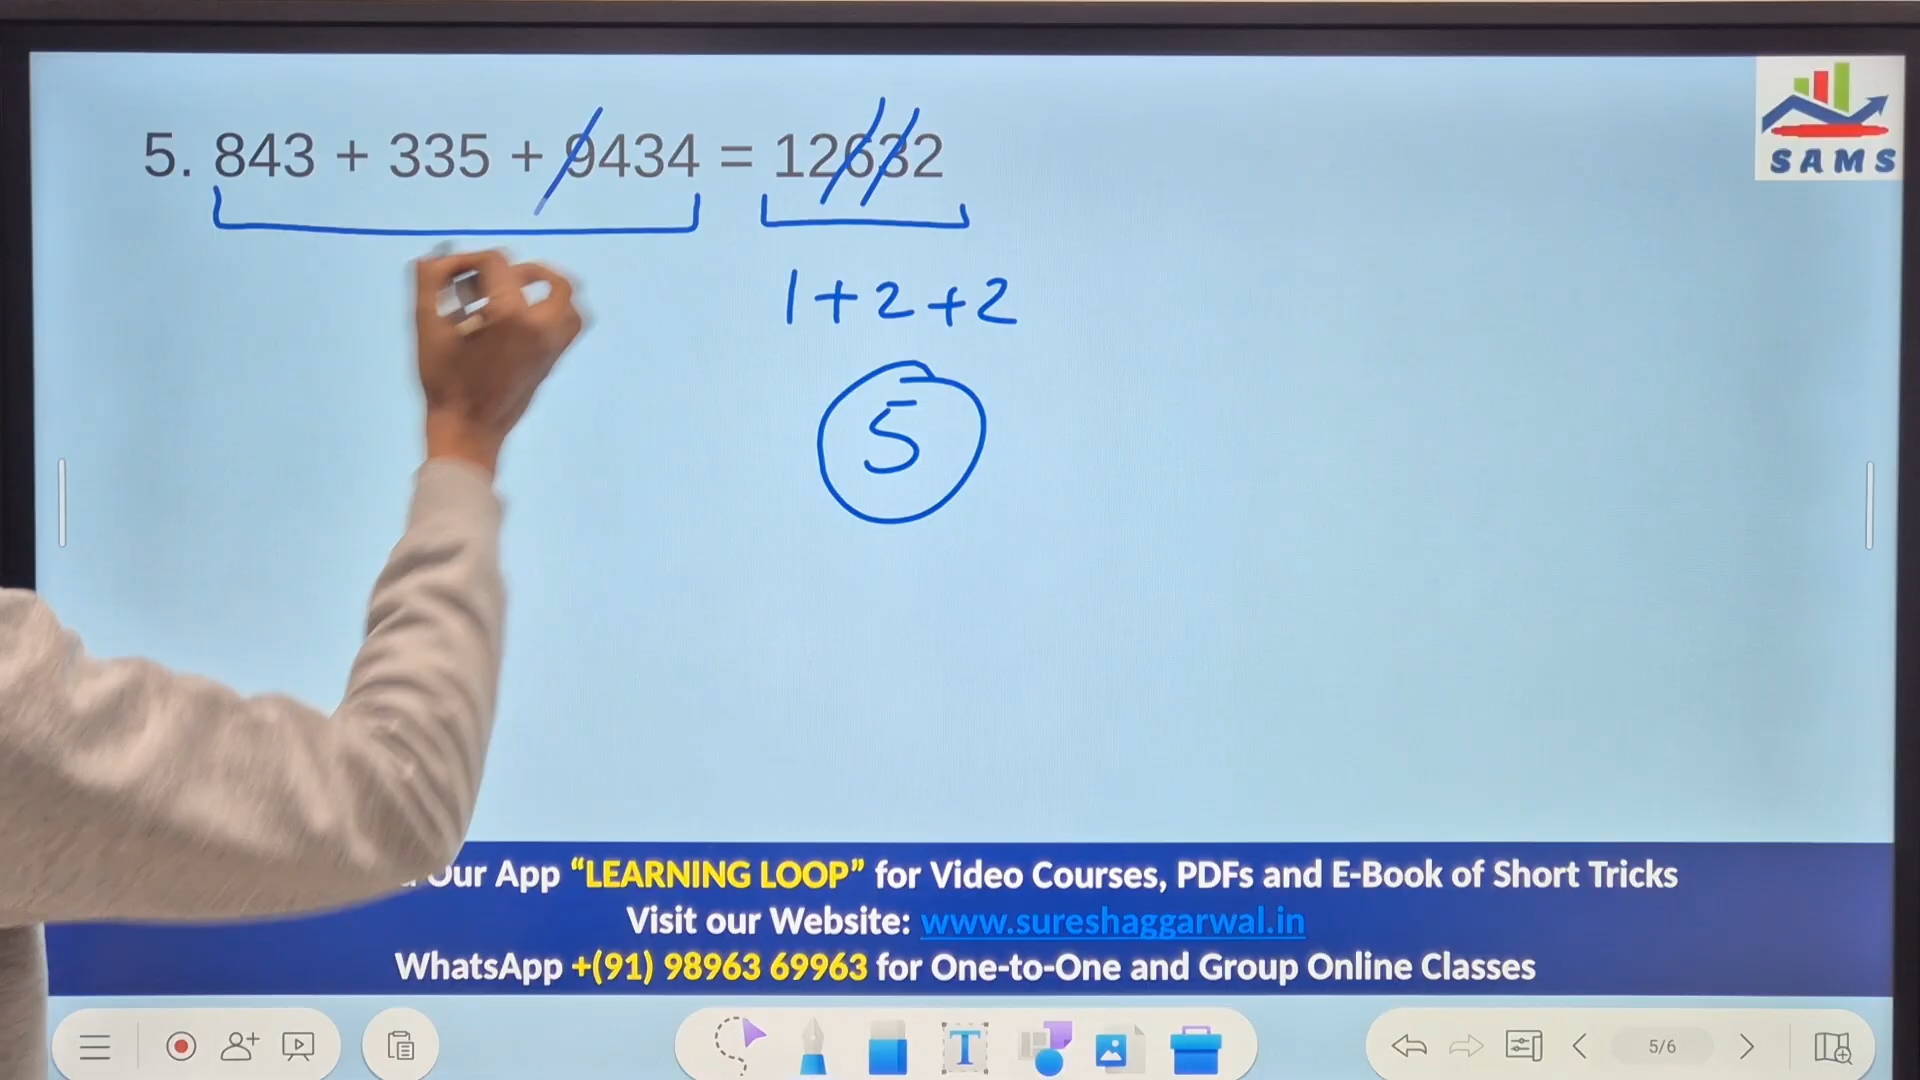 5. 843 + 335 + 9434 = 12632
SAMS
1+2+2
5
Our App “LEARNING LOOP” for Video Courses, PDFs and E-Book of Short Tricks
Visit our Website: www.sureshaggarwal.in
WhatsApp +(91) 98963 69963 for One-to-One and Group Online Classes
T
5/6